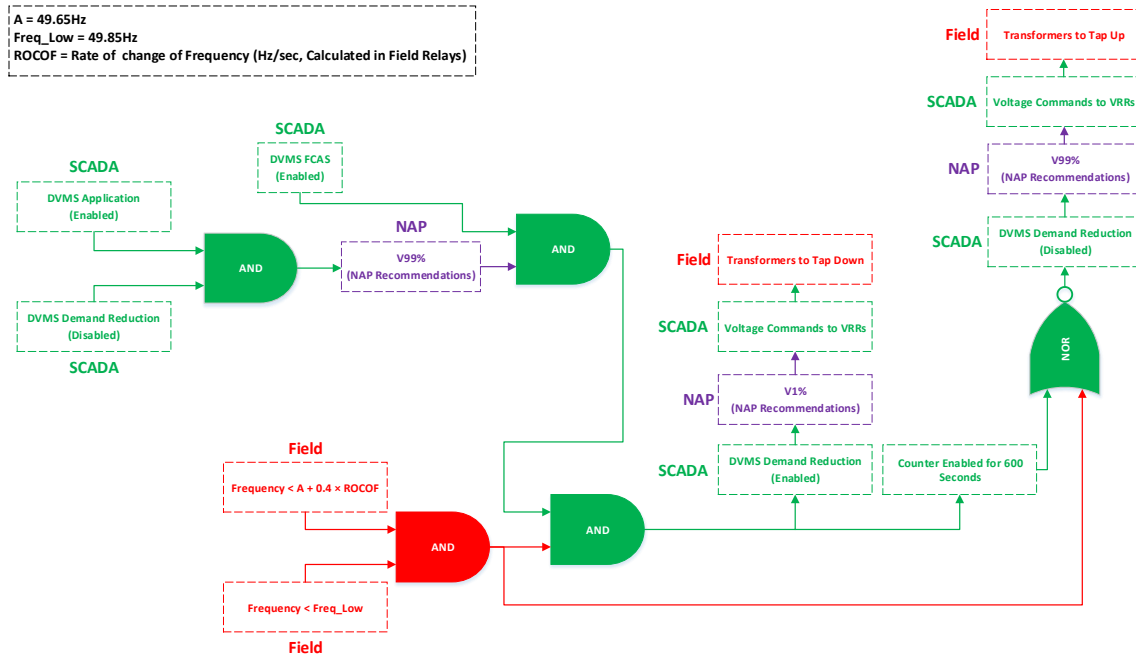 A = 49.65Hz
Freq_Low = 49.85Hz
ROCOF = Rate of change of Frequency (Hz/sec, Calculated in Field Relays)
Field
Transformers to Tap Up
SCADA
Voltage Commands to VRRs
SCADA
DVMS FCAS
(Enabled)
NAP
V99%
(NAP Recommendations)
SCADA
DVMS Application
(Enabled)
NAP
V99%
(NAP Recommendations)
AND
AND
SCADA
DVMS Demand Reduction
(Disabled)
Field
Transformers to Tap Down
DVMS Demand Reduction
(Disabled)
SCADA
SCADA
Voltage Commands to VRRs
NOR
NAP
V1%
(NAP Recommendations)
Field
Frequency < A + 0.4 × ROCOF
SCADA
DVMS Demand Reduction
(Enabled)
Counter Enabled for 600
Seconds
AND
AND
Frequency < Freq_Low
Field